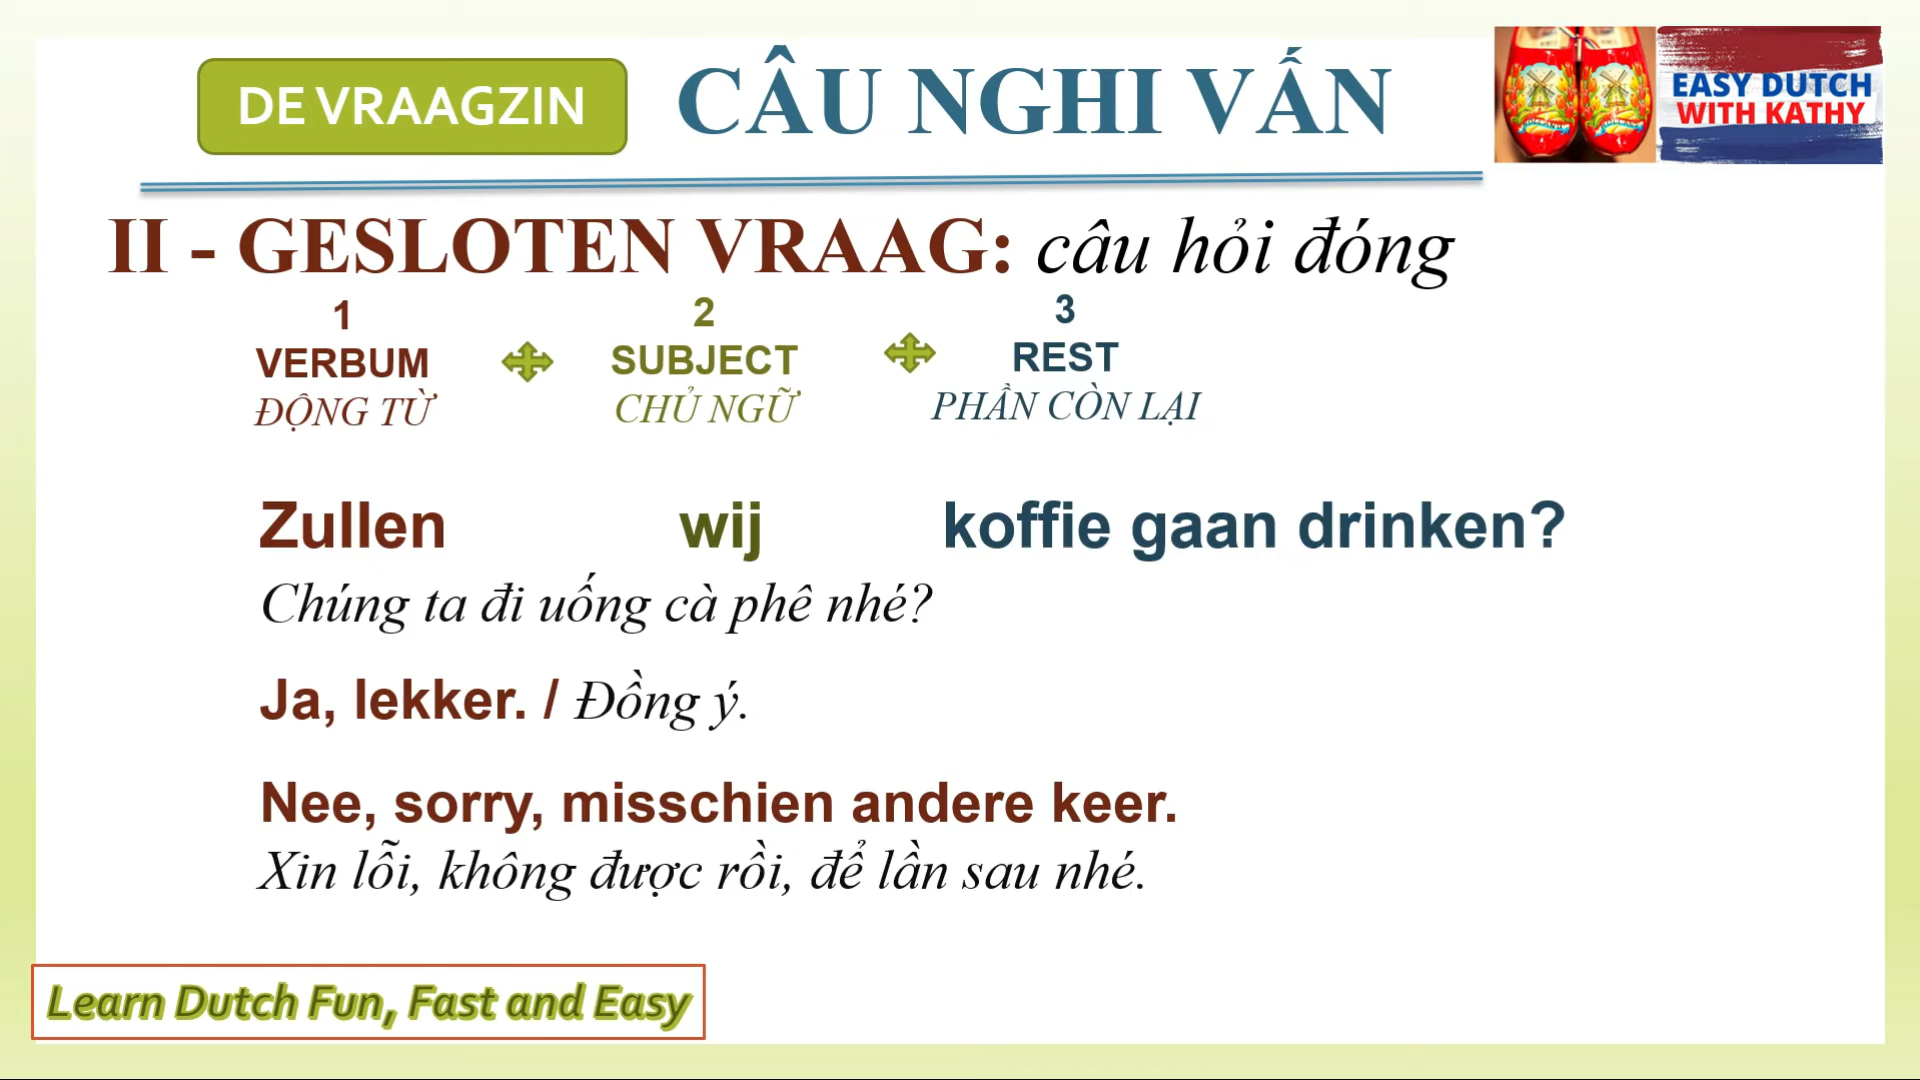 DE VRAAGZIN
CÂU NGHI VẤN
EASY DUTCH
WITH KATHY
II - GESLOTEN VRAAG: câu hỏi đóng
1 2 3
VERBUM SUBJECT REST
ĐỘNG TỪ CHỦ NGỮ PHẦN CÒN LẠI
Zullen wij koffie gaan drinken?
Chúng ta đi uống cà phê nhé?
Ja, lekker. / Đồng ý.
Nee, sorry, misschien andere keer.
Xin lỗi, không được rồi, để lần sau nhé.
Learn Dutch Fun, Fast and Easy